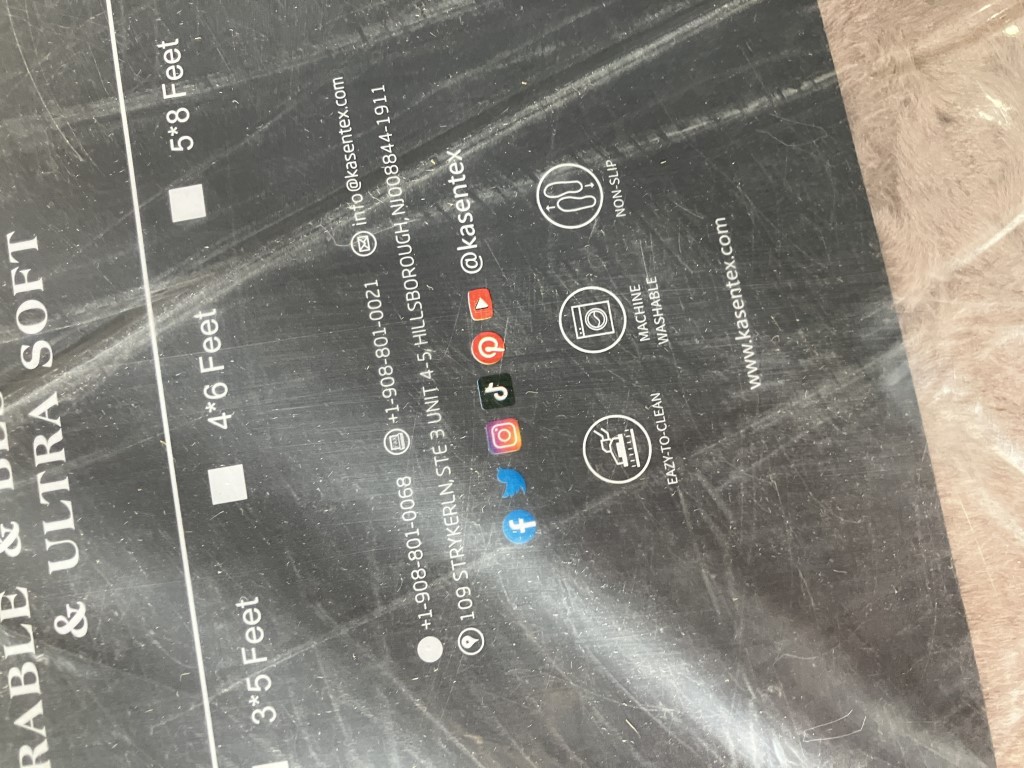 & ULTRA SOFT
3*5 Feet 4*6 Feet 5*8 Feet
+1-908-801-0068 +1-908-801-0021 info@kasentex.com
109 STRYKERLN, STE 3 UNIT 4-5, HILLSBOROUGH, NJ008844-1911
@kasentex
EAZY-TO-CLEAN
MACHINE
WASHABLE
NON-SLIP
www.kasentex.com